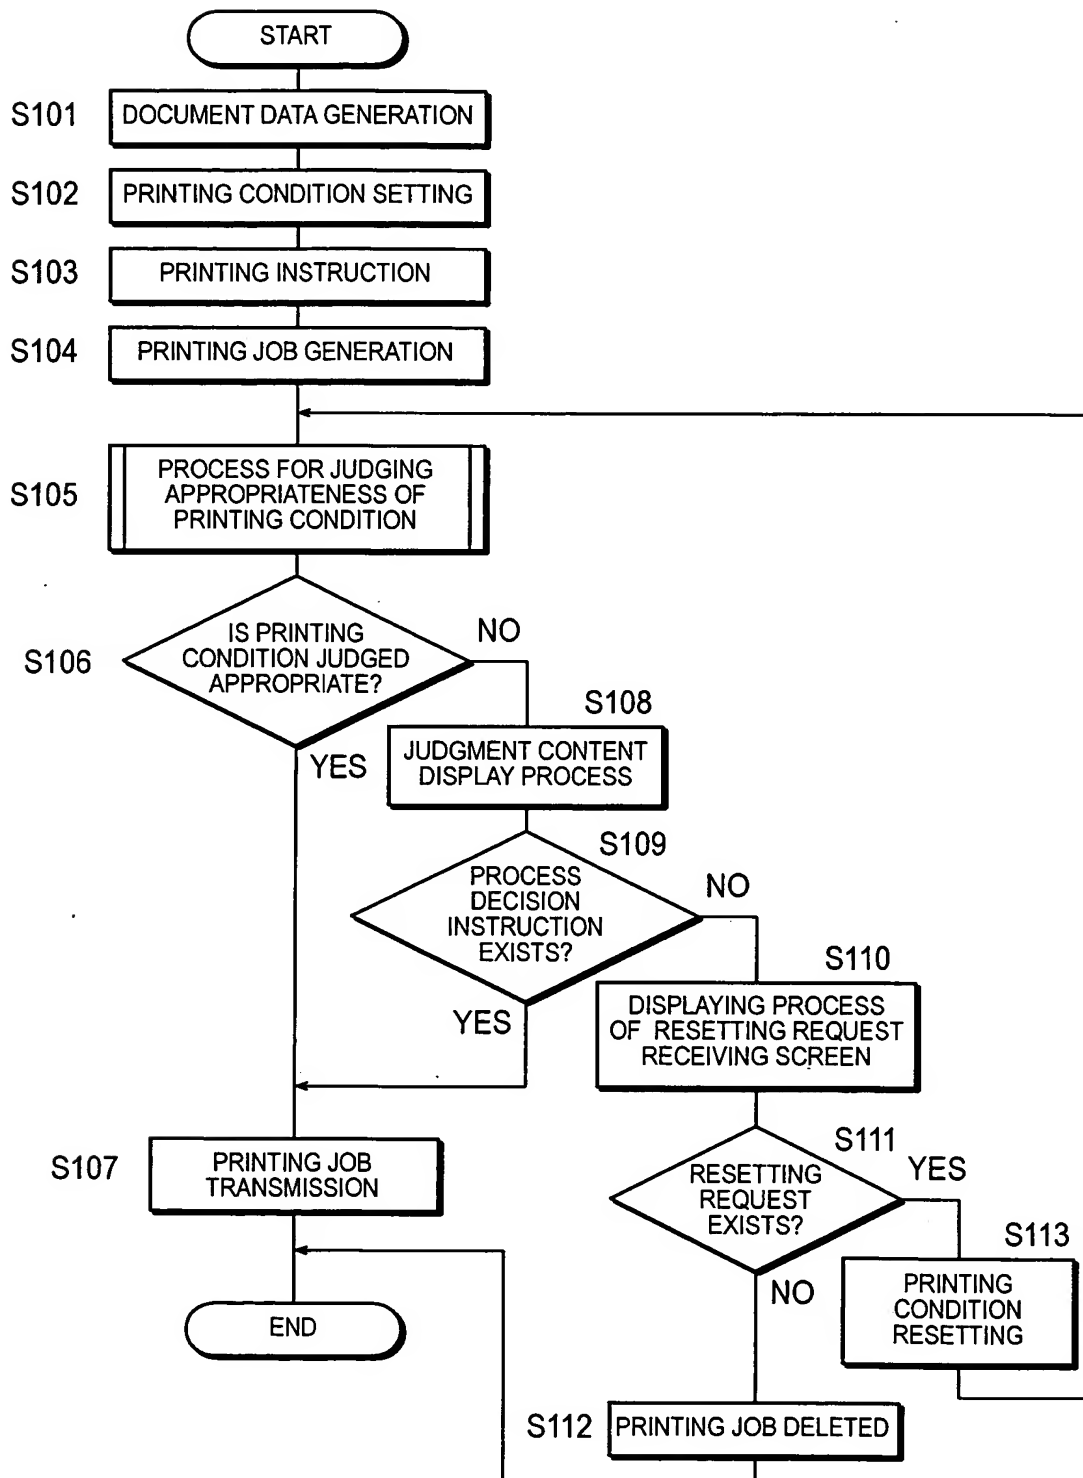 START
S101
DOCUMENT DATA GENERATION
S102
PRINTING CONDITION SETTING
S103
PRINTING INSTRUCTION
S104
PRINTING JOB GENERATION
S105
PROCESS FOR JUDGING
APPROPRIATENESS OF
PRINTING CONDITION
S106
IS PRINTING
CONDITION JUDGED
APPROPRIATE?
NO
YES
S108
JUDGMENT CONTENT
DISPLAY PROCESS
S109
PROCESS
DECISION
INSTRUCTION
EXISTS?
NO
YES
S110
DISPLAYING PROCESS
OF RESETTING REQUEST
RECEIVING SCREEN
S107
PRINTING JOB
TRANSMISSION
S111
RESETTING
REQUEST
EXISTS?
YES
NO
S113
PRINTING
CONDITION
RESETTING
END
S112
PRINTING JOB DELETED